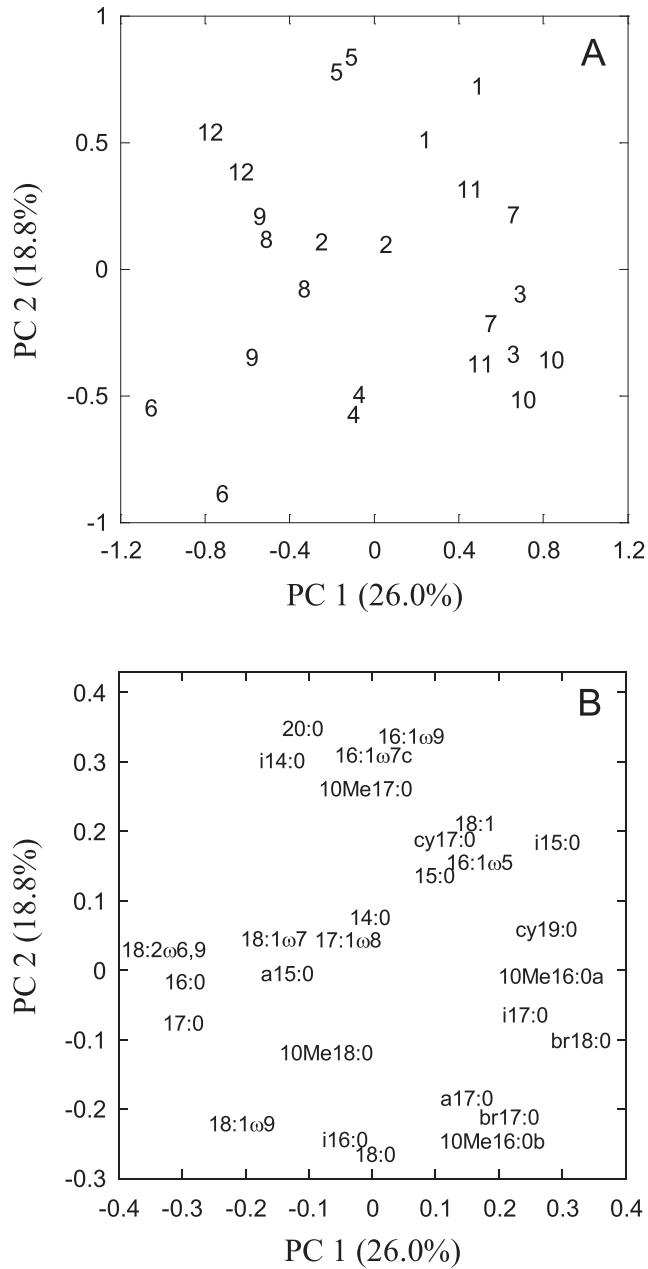 A
1
5
5
1
12
0.5
1
12
11
9
7
8
2
2
PC 2 (18.8%)
0
8
3
7
9
3
11
10
4
-0.5
6
10
4
6
-1
-1.2 -0.8 -0.4 0 0.4 0.8 1.2
PC 1 (26.0%)
B
0.4
20:0
16:1ω9
16:1ω7c
0.3
i14:0
10Me17:0
18:1
0.2
cy17:0
i15:0
16:1ω5
15:0
0.1
14:0
cy19:0
18:1ω7
17:1ω8
18:2ω6,9
PC 2 (18.8%)
0
a15:0
10Me16:0a
16:0
i17:0
17:0
-0.1
br18:0
10Me18:0
a17:0
-0.2
br17:0
18:1ω9
i16:0
10Me16:0b
18:0
-0.3
-0.4 -0.3 -0.2 -0.1 0 0.1 0.2 0.3 0.4
PC 1 (26.0%)